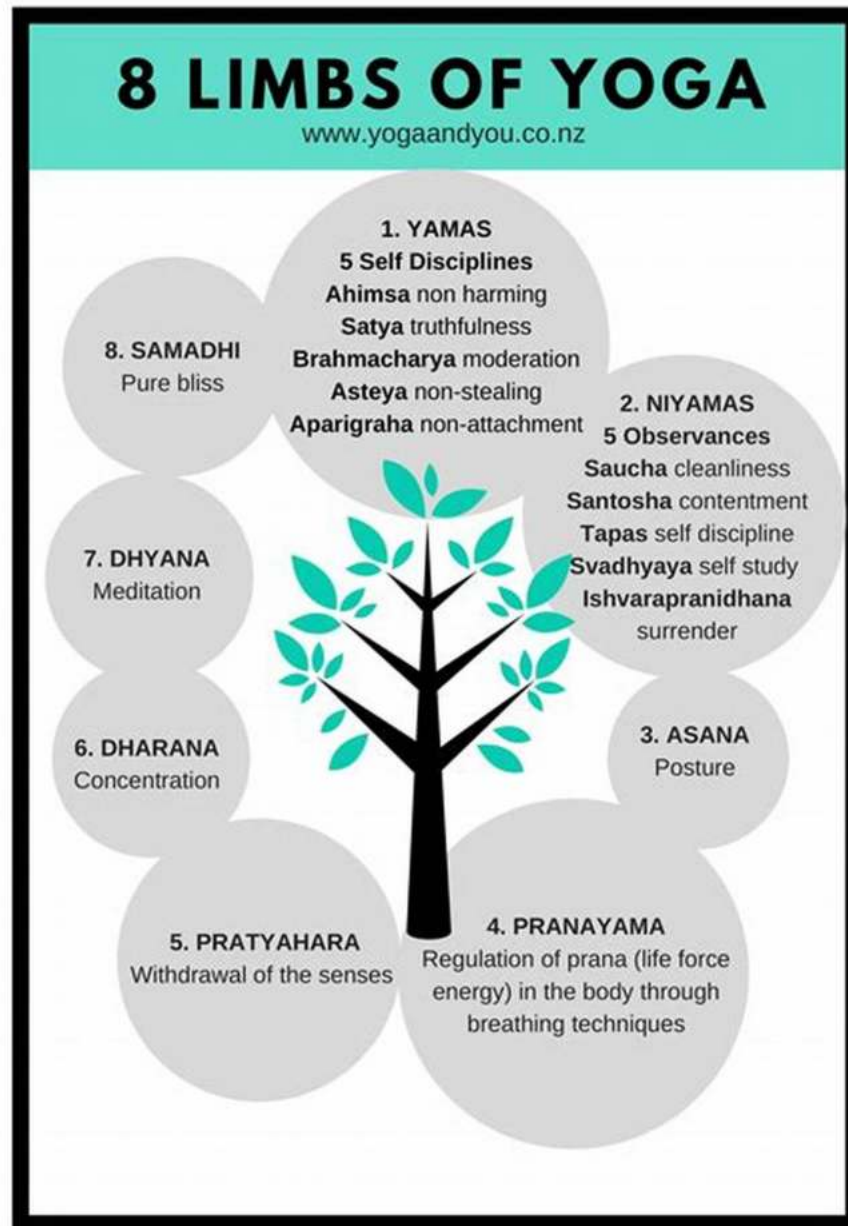 8 LIMBS OF YOGA
www.yogaandyou.co.nz
1. YAMAS
5 Self Disciplines
Ahimsa non harming
Satya truthfulness
Brahmacharya moderation
Asteya non-stealing
Aparigraha non-attachment
2. NIYAMAS
5 Observances
Saucha cleanliness
Santosha contentment
Tapas self discipline
Svadhyaya self study
Ishvarapranidhana
surrender
3. ASANA
Posture
4. PRANAYAMA
Regulation of prana (life force
energy) in the body through
breathing techniques
5. PRATYAHARA
Withdrawal of the senses
6. DHARANA
Concentration
7. DHYANA
Meditation
8. SAMADHI
Pure bliss